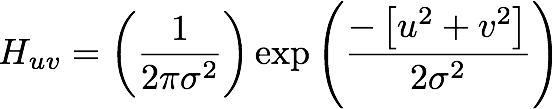 H_{uv} = \left( \frac{1}{2\pi\sigma^2} \right) \exp \left( \frac{-\left[ u^2 + v^2 \right]}{2\sigma^2} \right)